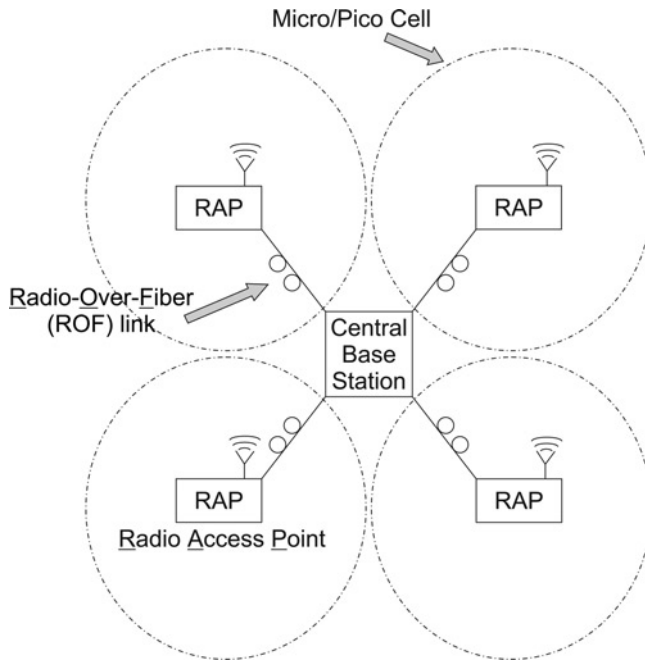 Micro/Pico Cell
RAP
RAP
Radio-Over-Fiber
(ROF) link
Central
Base
Station
RAP
RAP
Radio Access Point